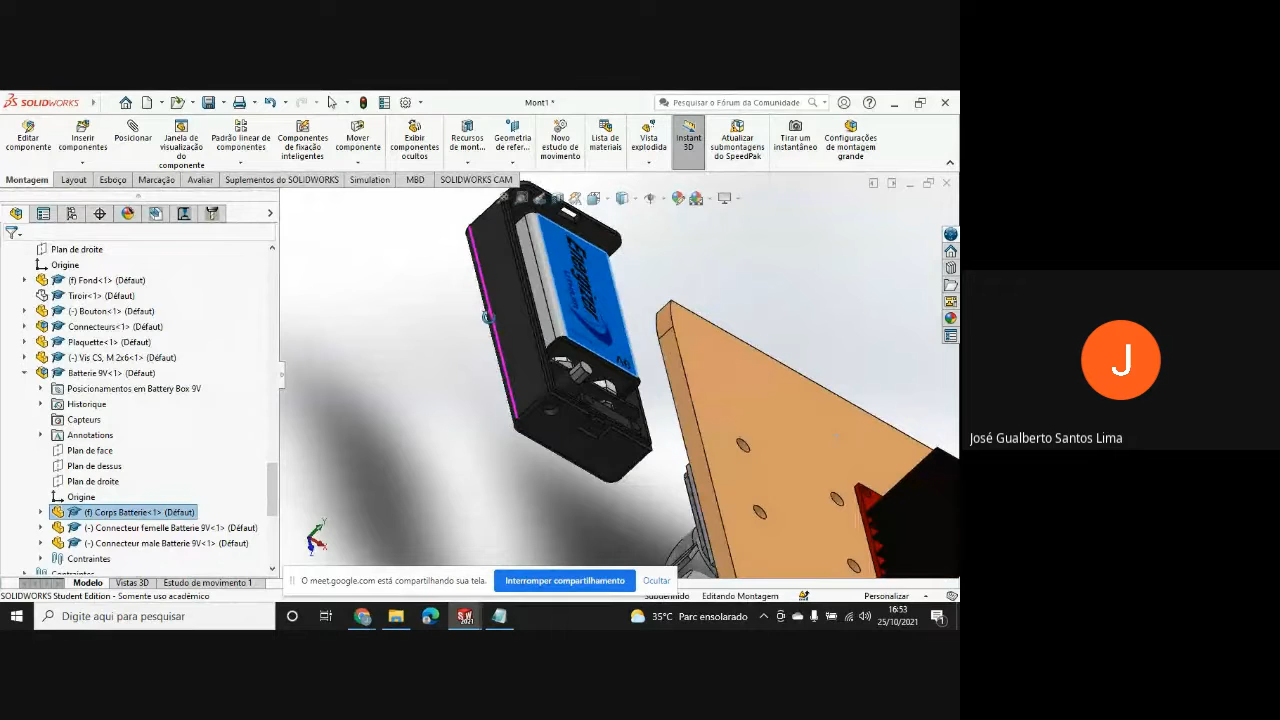 SOLIDWORKS
Mont1 *
Pesquisar o Fórum da Comunidade
Editar componente
Inserir componentes
Posicionar
Janela de visualização do componente
Padrão linear de componentes
Componentes de fixação inteligentes
Mover componente
Exibir componentes ocultos
Recursos de mont...
Geometria de refer...
Novo estudo de movimento
Lista de materiais
Vista explodida
Instant 3D
Atualizar submontagens do SpeedPak
Tirar um instantâneo
Configurações de montagem grande
Montagem Layout Esboço Marcação Avaliar Suplementos do SOLIDWORKS Simulation MBD SOLIDWORKS CAM
Plan de droite
Origine
(f) Fond<1> (Défaut)
Tiroir<1> (Défaut)
(-) Bouton<1> (Défaut)
Connecteurs<1> (Défaut)
Plaquette<1> (Défaut)
(-) Vis CS, M 2x6<1> (Défaut)
Batterie 9V<1> (Défaut)
Posicionamentos em Battery Box 9V
Historique
Capteurs
Annotations
Plan de face
Plan de dessus
Plan de droite
Origine
(f) Corps Batterie<1> (Défaut)
(-) Connecteur femelle Batterie 9V<1> (Défaut)
(-) Connecteur male Batterie 9V<1> (Défaut)
Contraintes
Energizer
José Gualberto Santos Lima
J
O meet.google.com está compartilhando sua tela. Interromper compartilhamento Ocultar
Modelo Vistas 3D Estudo de movimento 1
SOLIDWORKS Student Edition - Somente uso acadêmico
Editando Montagem Personalizar
Digite aqui para pesquisar
35°C Parc ensolarado
16:53
25/10/2021